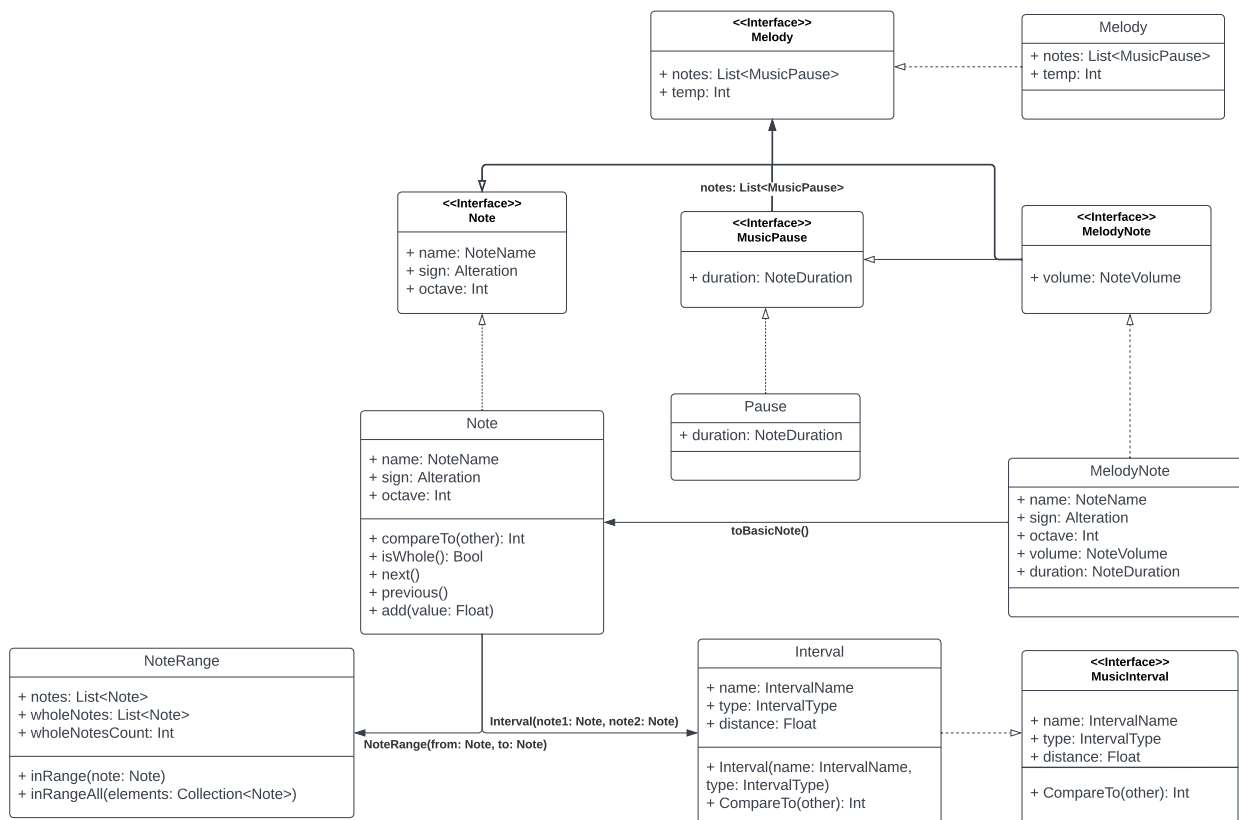 <<Interface>>
Melody
+ notes: List<MusicPause>
+ temp: Int
Melody
+ notes: List<MusicPause>
+ temp: Int
notes: List<MusicPause>
<<Interface>>
Note
+ name: NoteName
+ sign: Alteration
+ octave: Int
<<Interface>>
MusicPause
+ duration: NoteDuration
<<Interface>>
MelodyNote
+ volume: NoteVolume
Note
+ name: NoteName
+ sign: Alteration
+ octave: Int
+ compareTo(other): Int
+ isWhole(): Bool
+ next()
+ previous()
+ add(value: Float)
Pause
+ duration: NoteDuration
toBasicNote()
MelodyNote
+ name: NoteName
+ sign: Alteration
+ octave: Int
+ volume: NoteVolume
+ duration: NoteDuration
NoteRange
+ notes: List<Note>
+ wholeNotes: List<Note>
+ wholeNotesCount: Int
+ inRange(note: Note)
+ inRangeAll(elements: Collection<Note>)
Interval(note1: Note, note2: Note)
NoteRange(from: Note, to: Note)
Interval
+ name: IntervalName
+ type: IntervalType
+ distance: Float
+ Interval(name: IntervalName,
type: IntervalType)
+ CompareTo(other): Int
<<Interface>>
MusicInterval
+ name: IntervalName
+ type: IntervalType
+ distance: Float
+ CompareTo(other): Int